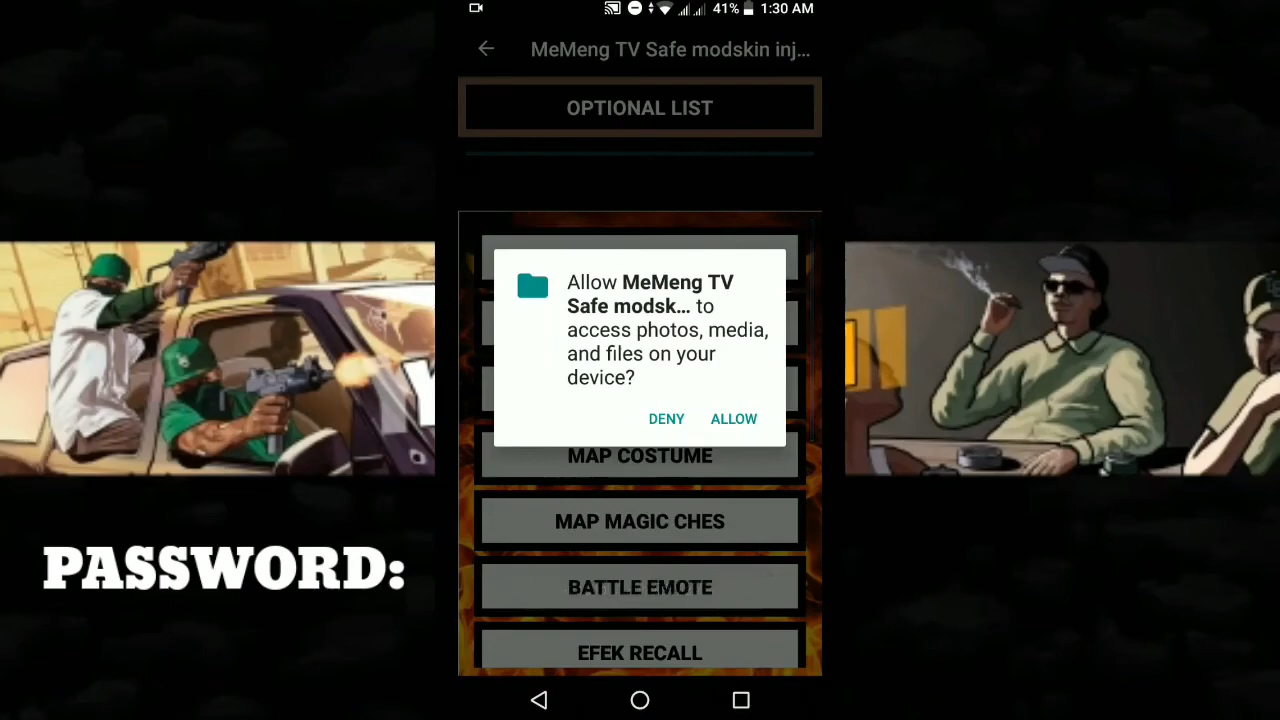 41% 1:30 AM
MeMeng TV Safe modskin inj...
OPTIONAL LIST
Allow MeMeng TV
Safe modsk... to
access photos, media,
and files on your
device?
DENY ALLOW
MAP COSTUME
MAP MAGIC CHES
BATTLE EMOTE
EFEK RECALL
PASSWORD: